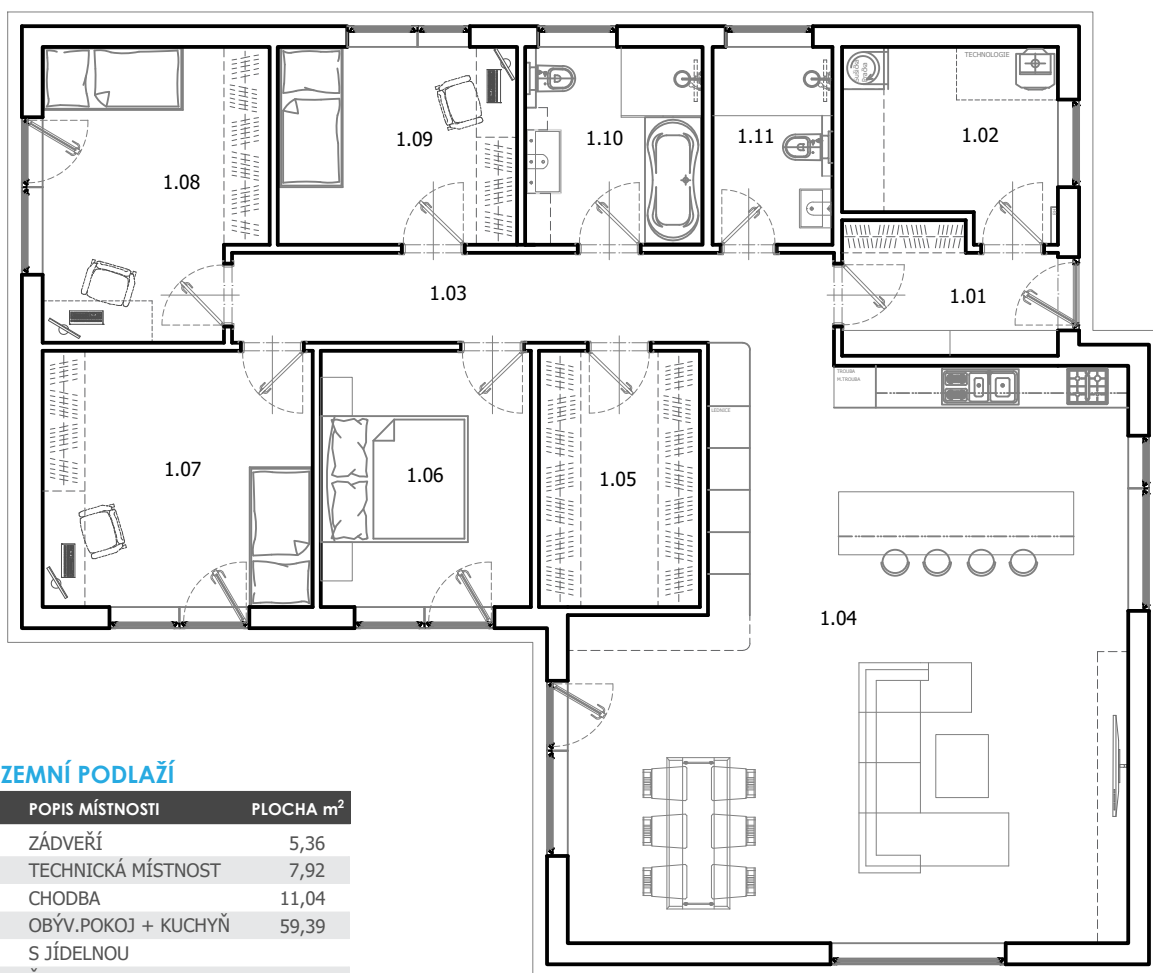 TECHNOLOGIE
pračka
sušička
1.09
1.10
1.11
1.02
1.08
1.03
1.01
TROUBA
M.TROUBA
LEDNICE
1.07
1.06
1.05
1.04
ZEMNÍ PODLAŽÍ
POPIS MÍSTNOSTI PLOCHA m²
ZÁDVEŘÍ 5,36
TECHNICKÁ MÍSTNOST 7,92
CHODBA 11,04
OBÝV.POKOJ + KUCHYŇ 59,39
S JÍDELNOU